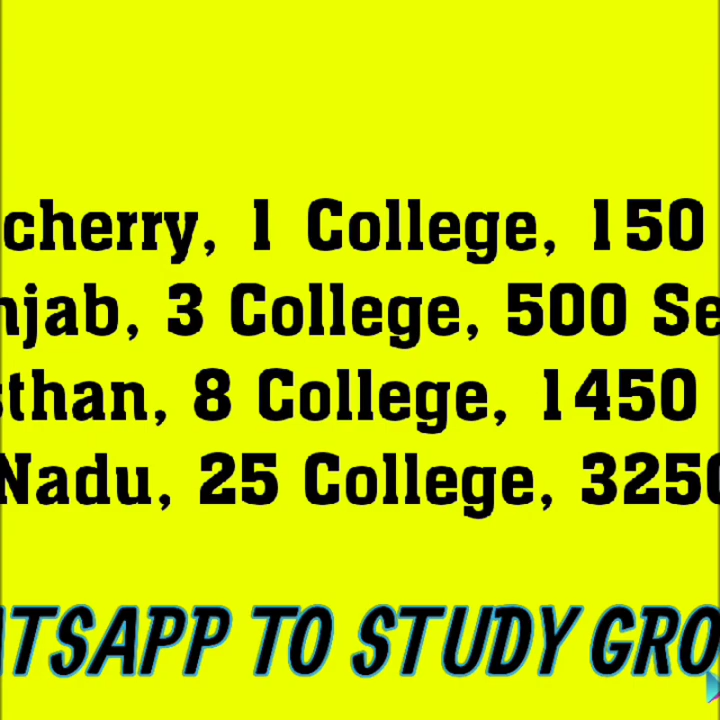 cherry, 1 College, 150
njab, 3 College, 500 Se
sthan, 8 College, 1450
Nadu, 25 College, 3250
ATSAPP TO STUDY GRO